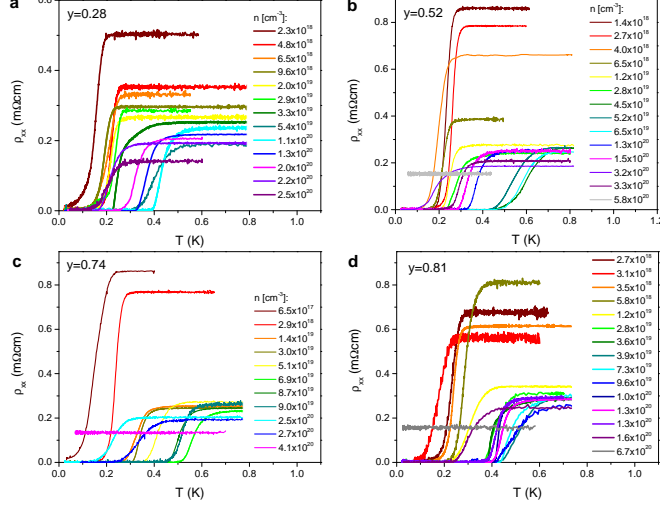 a
y=0.28
n [cm⁻³]:
2.3x10¹⁸
4.8x10¹⁸
6.5x10¹⁸
9.6x10¹⁸
2.0x10¹⁹
2.9x10¹⁹
3.3x10¹⁹
5.4x10¹⁹
1.1x10²⁰
1.3x10²⁰
2.0x10²⁰
2.2x10²⁰
2.5x10²⁰
0.6
0.4
0.2
0.0
ρxx (mΩcm)
0.0 0.2 0.4 0.6 0.8 1.0
T (K)
b
y=0.52
n [cm⁻³]:
1.4x10¹⁸
2.7x10¹⁸
4.0x10¹⁸
6.5x10¹⁸
1.2x10¹⁹
2.8x10¹⁹
4.5x10¹⁹
5.2x10¹⁹
6.5x10¹⁹
1.3x10²⁰
1.5x10²⁰
3.2x10²⁰
3.3x10²⁰
5.8x10²⁰
0.8
0.6
0.4
0.2
0.0
0.0 0.2 0.4 0.6 0.8 1.0
T (K)
c
y=0.74
n [cm⁻³]:
6.5x10¹⁷
2.9x10¹⁸
1.4x10¹⁹
3.0x10¹⁹
5.1x10¹⁹
6.9x10¹⁹
8.7x10¹⁹
9.0x10¹⁹
2.5x10²⁰
2.7x10²⁰
4.1x10²⁰
0.8
0.6
0.4
0.2
0.0
ρxx (mΩcm)
0.0 0.2 0.4 0.6 0.8 1.0
T (K)
d
y=0.81
n [cm⁻³]:
2.7x10¹⁸
3.1x10¹⁸
3.5x10¹⁸
5.8x10¹⁸
1.2x10¹⁹
2.8x10¹⁹
3.6x10¹⁹
3.9x10¹⁹
7.3x10¹⁹
9.6x10¹⁹
1.0x10²⁰
1.3x10²⁰
1.3x10²⁰
1.6x10²⁰
6.7x10²⁰
1.0
0.8
0.6
0.4
0.2
0.0
0.0 0.2 0.4 0.6 0.8 1.0
T (K)